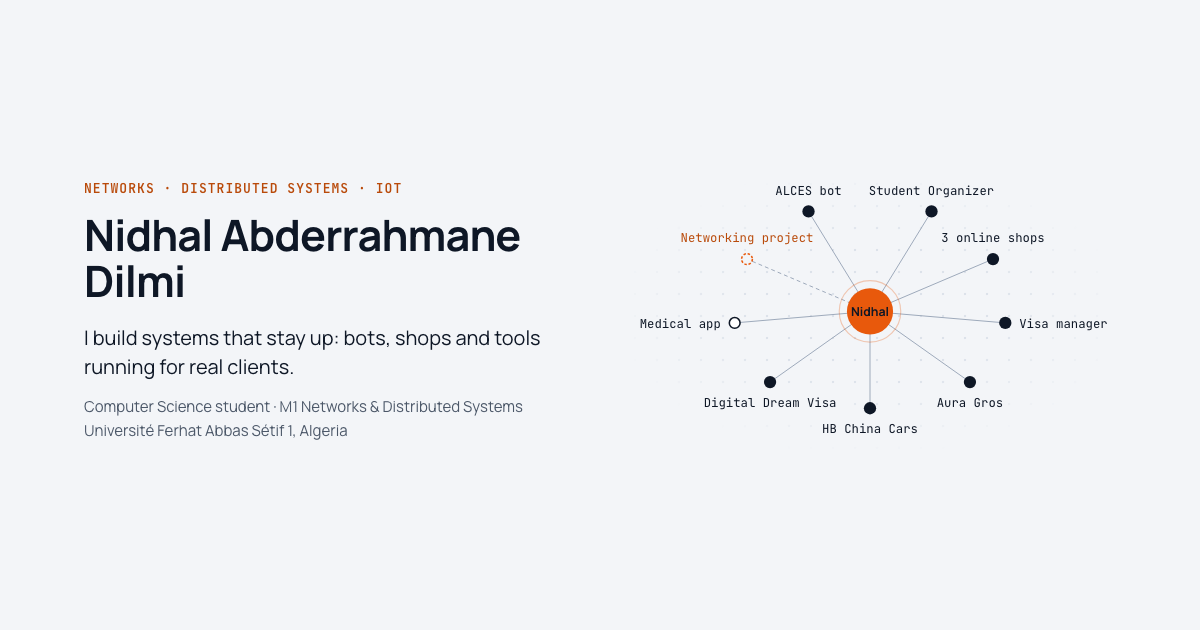 NETWORKS · DISTRIBUTED SYSTEMS · IOT
Nidhal Abderrahmane
Dilmi
I build systems that stay up: bots, shops and tools
running for real clients.
Computer Science student · M1 Networks & Distributed Systems
Université Ferhat Abbas Sétif 1, Algeria
ALCES bot
Student Organizer
Networking project
3 online shops
Nidhal
Medical app
Visa manager
Digital Dream Visa
Aura Gros
HB China Cars